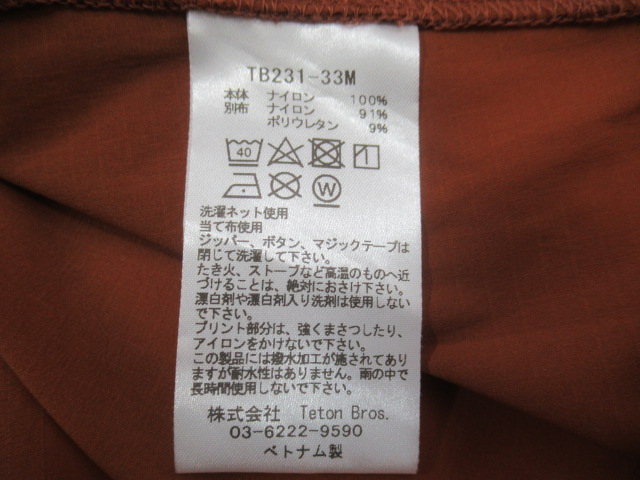 TB231-33M
本体 ナイロン 100%
別布 ナイロン 91%
ポリウレタン 9%
40
W
洗濯ネット使用
当て布使用
ジッパー、ボタン、マジックテープは
閉じて洗濯して下さい。
たき火、ストーブなど高温のものへ近
づけることは、絶対におさけ下さい。
漂白剤や漂白剤入り洗剤は使用しない
で下さい。
プリント部分は、強くまさつしたり、
アイロンをかけないで下さい。
この製品には撥水加工が施されてあり
ますが耐水性はありません。雨の中で
長時間使用しないで下さい。
株式会社 Teton Bros.
03-6222-9590
ベトナム製